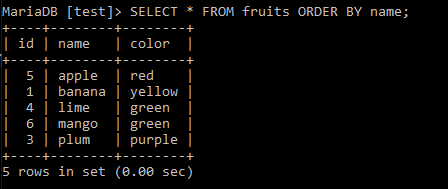 MariaDB [test]> SELECT * FROM fruits ORDER BY name;
+----+--------+--------+
| id | name   | color  |
+----+--------+--------+
|  5 | apple  | red    |
|  1 | banana | yellow |
|  4 | lime   | green  |
|  6 | mango  | green  |
|  3 | plum   | purple |
+----+--------+--------+
5 rows in set (0.00 sec)